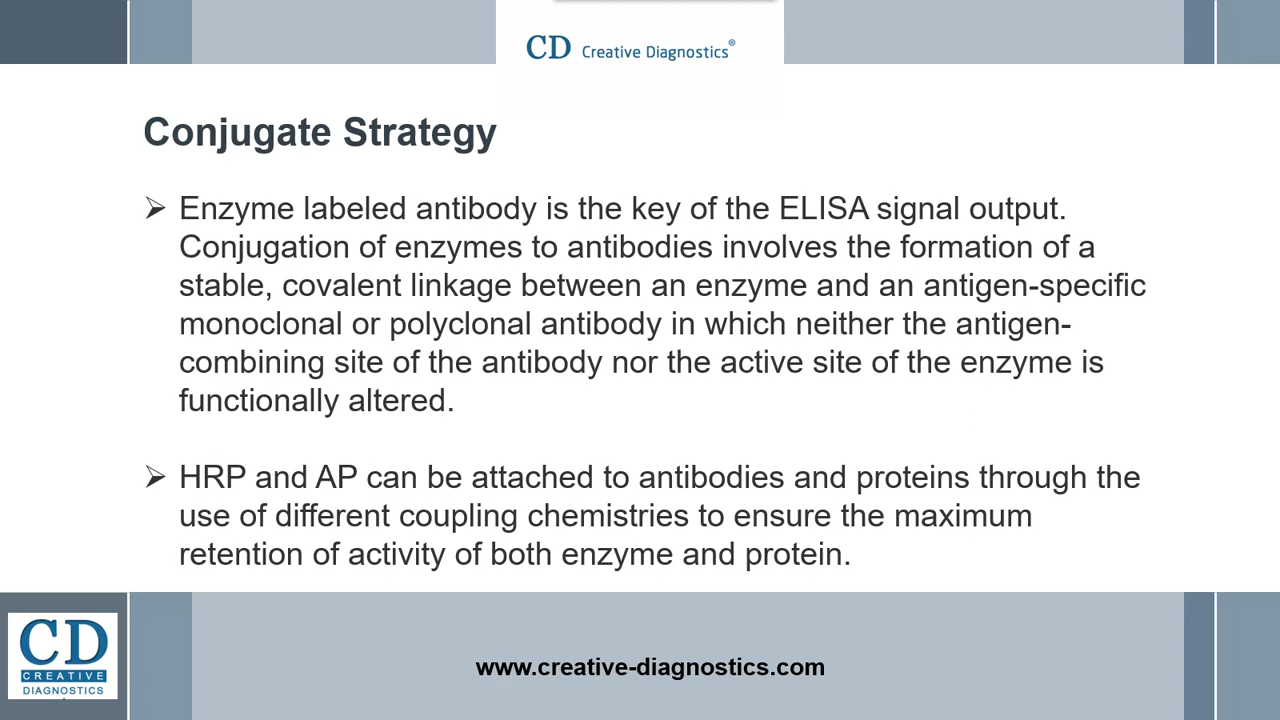 CD Creative Diagnostics®
Conjugate Strategy
➢ Enzyme labeled antibody is the key of the ELISA signal output.
Conjugation of enzymes to antibodies involves the formation of a
stable, covalent linkage between an enzyme and an antigen-specific
monoclonal or polyclonal antibody in which neither the antigen-
combining site of the antibody nor the active site of the enzyme is
functionally altered.
➢ HRP and AP can be attached to antibodies and proteins through the
use of different coupling chemistries to ensure the maximum
retention of activity of both enzyme and protein.
CD
CREATIVE
DIAGNOSTICS
www.creative-diagnostics.com